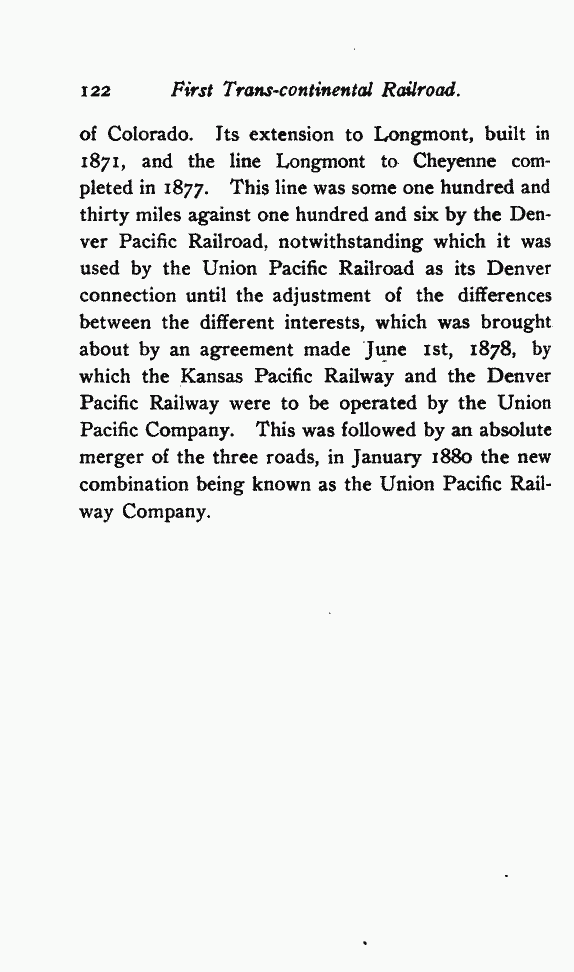 122 First Trans-continental Railroad.
of Colorado. Its extension to Longmont, built in
1871, and the line Longmont to Cheyenne com-
pleted in 1877. This line was some one hundred and
thirty miles against one hundred and six by the Den-
ver Pacific Railroad, notwithstanding which it was
used by the Union Pacific Railroad as its Denver
connection until the adjustment of the differences
between the different interests, which was brought
about by an agreement made June 1st, 1878, by
which the Kansas Pacific Railway and the Denver
Pacific Railway were to be operated by the Union
Pacific Company. This was followed by an absolute
merger of the three roads, in January 1880 the new
combination being known as the Union Pacific Rail-
way Company.